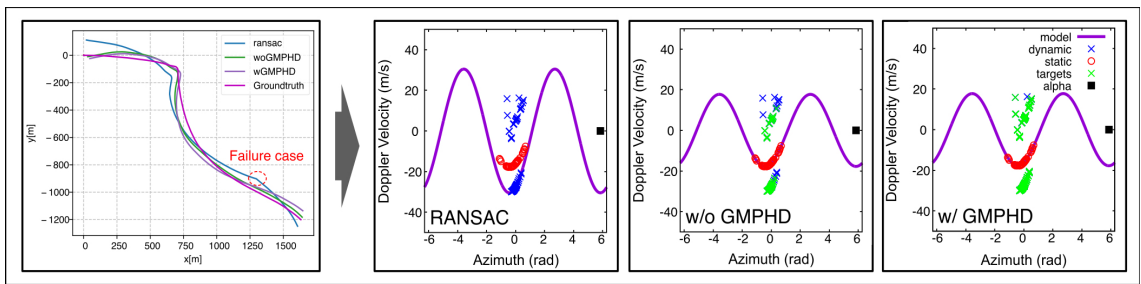 ransac
woGMPHD
wGMPHD
Groundtruth
0
−200
−400
−600
−800
−1000
−1200
y[m]
Failure case
0 250 500 750 1000 1250 1500
x[m]
Doppler Velocity (m/s)
40
20
0
-20
-40
RANSAC
-6 -4 -2 0 2 4 6
Azimuth (rad)
Doppler Velocity (m/s)
40
20
0
-20
-40
w/o GMPHD
-6 -4 -2 0 2 4 6
Azimuth (rad)
Doppler Velocity (m/s)
model
dynamic
static
targets
alpha
40
20
0
-20
-40
w/ GMPHD
-6 -4 -2 0 2 4 6
Azimuth (rad)